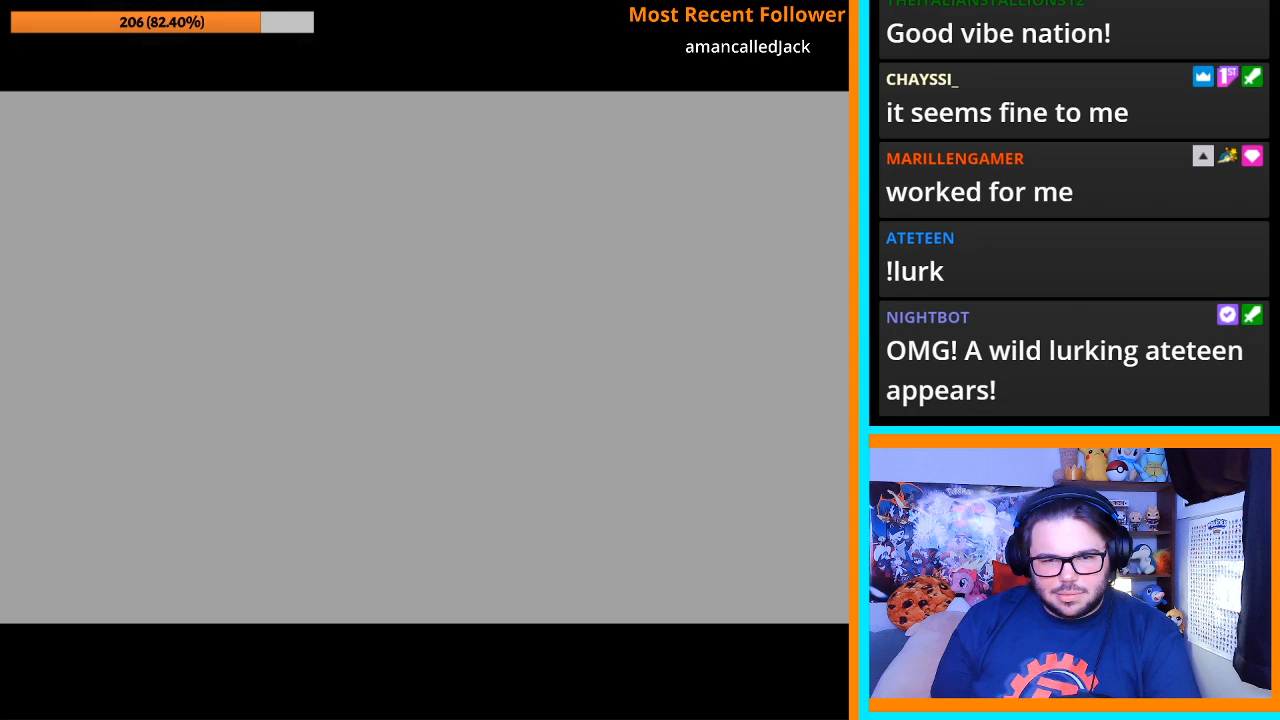 206 (82.40%)
Most Recent Follower
amancalledJack
THEITALIANSTALLION312
Good vibe nation!
CHAYSSI_
it seems fine to me
MARILLENGAMER
worked for me
ATETEEN
!lurk
NIGHTBOT
OMG! A wild lurking ateteen
appears!